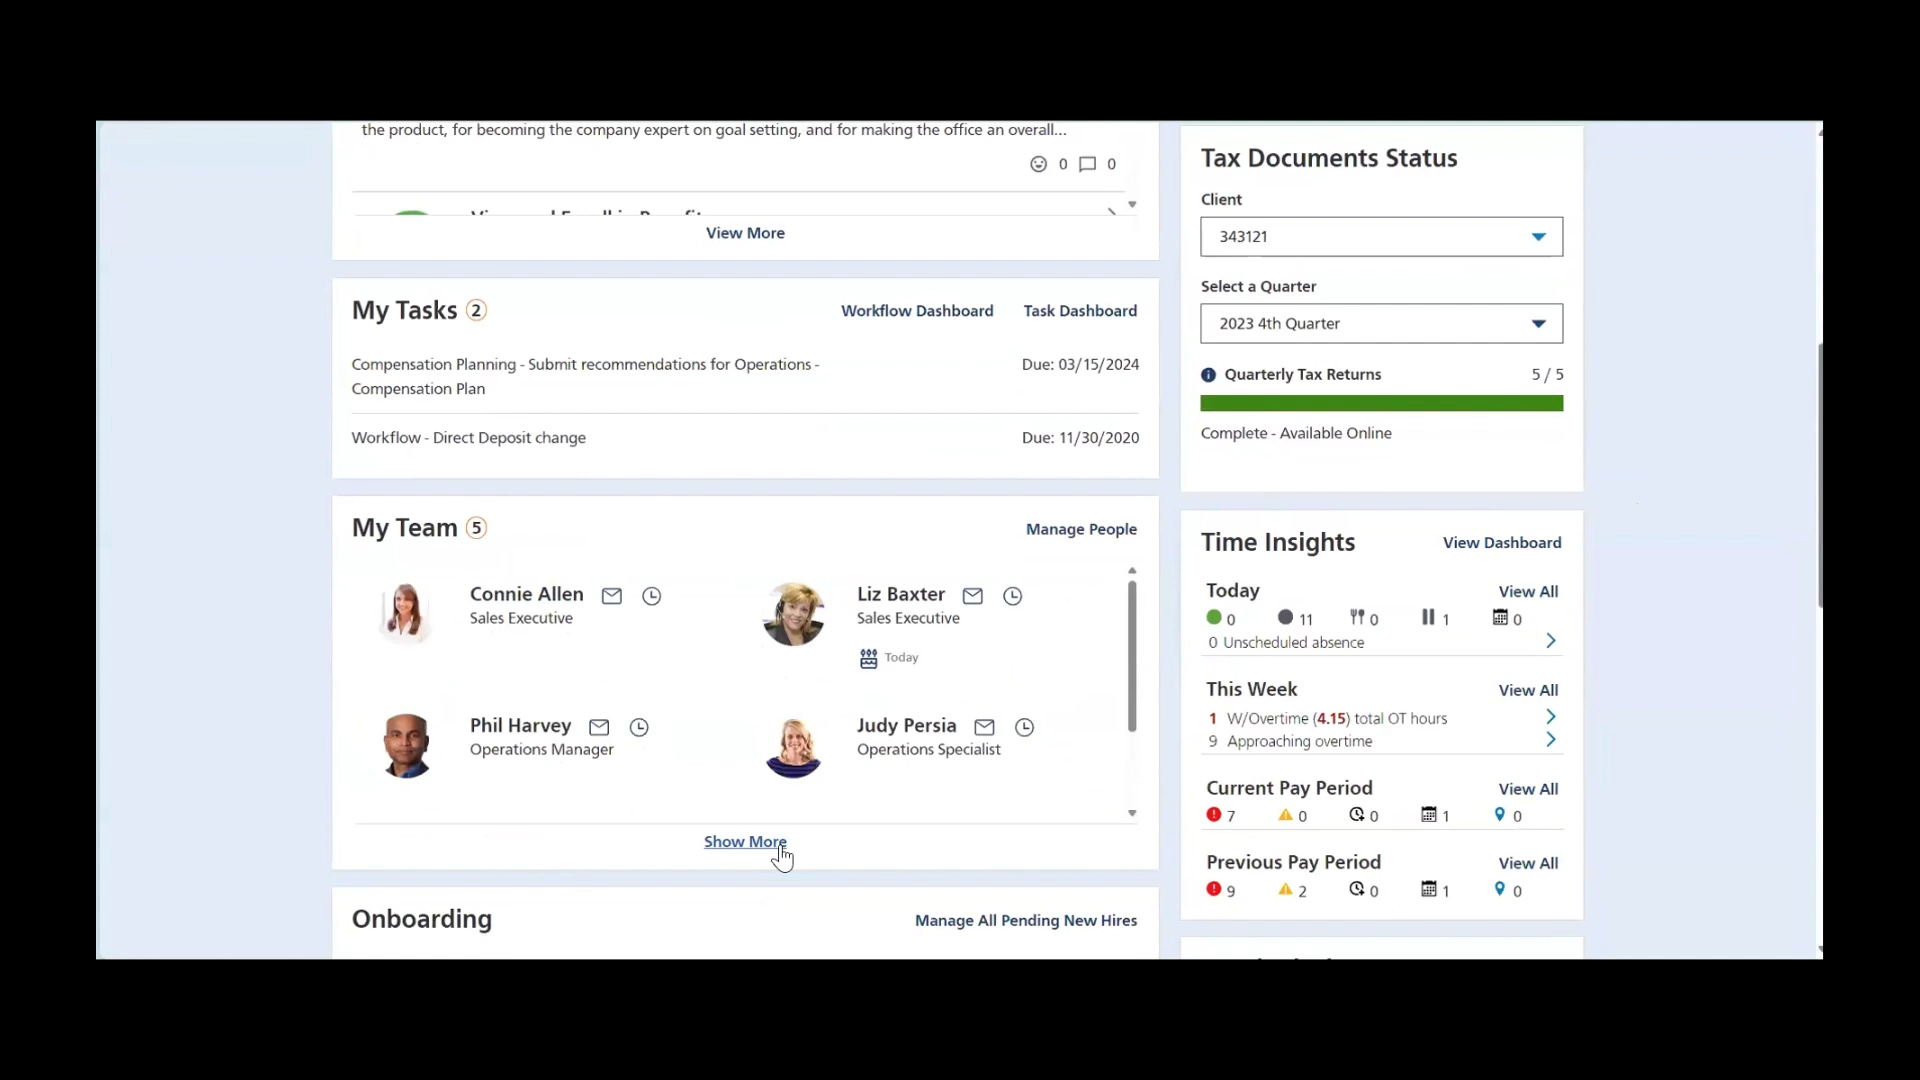 the product, for becoming the company expert on goal setting, and for making the office an overall...
0 0
View More
My Tasks 2
Workflow Dashboard Task Dashboard
Compensation Planning - Submit recommendations for Operations -
Compensation Plan
Due: 03/15/2024
Workflow - Direct Deposit change
Due: 11/30/2020
My Team 5
Manage People
Connie Allen
Sales Executive
Liz Baxter
Sales Executive
Today
Phil Harvey
Operations Manager
Judy Persia
Operations Specialist
Show More
Onboarding
Manage All Pending New Hires
Tax Documents Status
Client
343121
Select a Quarter
2023 4th Quarter
Quarterly Tax Returns 5 / 5
Complete - Available Online
Time Insights
View Dashboard
Today View All
0 11 0 1 0
0 Unscheduled absence
This Week View All
1 W/Overtime (4.15) total OT hours
9 Approaching overtime
Current Pay Period View All
7 0 0 1 0
Previous Pay Period View All
9 2 0 1 0